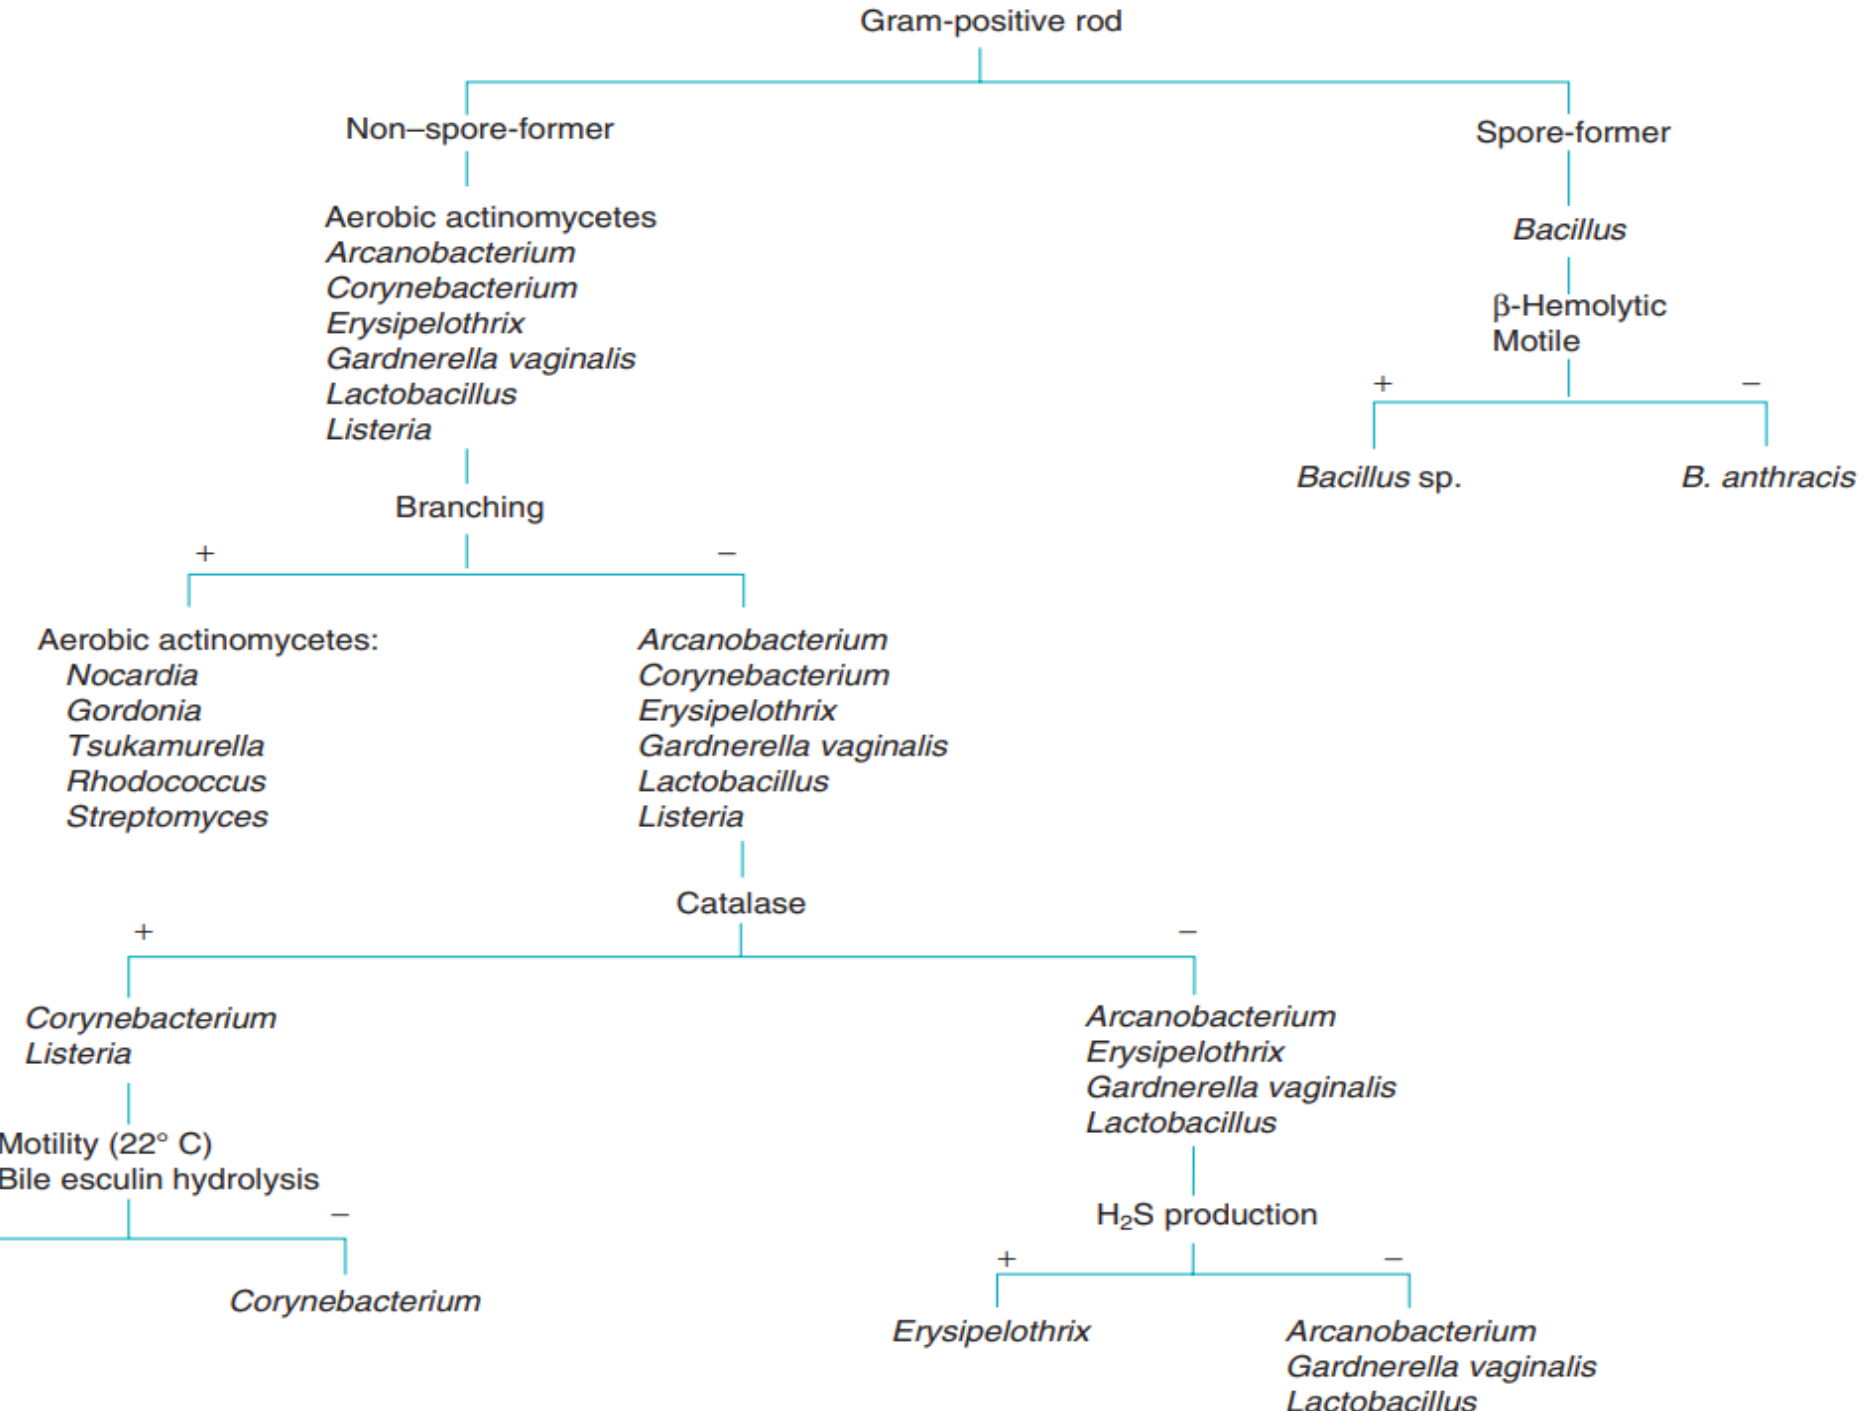 Gram-positive rod
Non–spore-former
Spore-former
Aerobic actinomycetes
Arcanobacterium
Corynebacterium
Erysipelothrix
Gardnerella vaginalis
Lactobacillus
Listeria
Bacillus
β-Hemolytic
Motile
+ −
Bacillus sp.
B. anthracis
Branching
+ −
Aerobic actinomycetes:
Nocardia
Gordonia
Tsukamurella
Rhodococcus
Streptomyces
Arcanobacterium
Corynebacterium
Erysipelothrix
Gardnerella vaginalis
Lactobacillus
Listeria
Catalase
+ −
Corynebacterium
Listeria
Motility (22° C)
Bile esculin hydrolysis
−
Corynebacterium
Arcanobacterium
Erysipelothrix
Gardnerella vaginalis
Lactobacillus
H₂S production
+ −
Erysipelothrix
Arcanobacterium
Gardnerella vaginalis
Lactobacillus